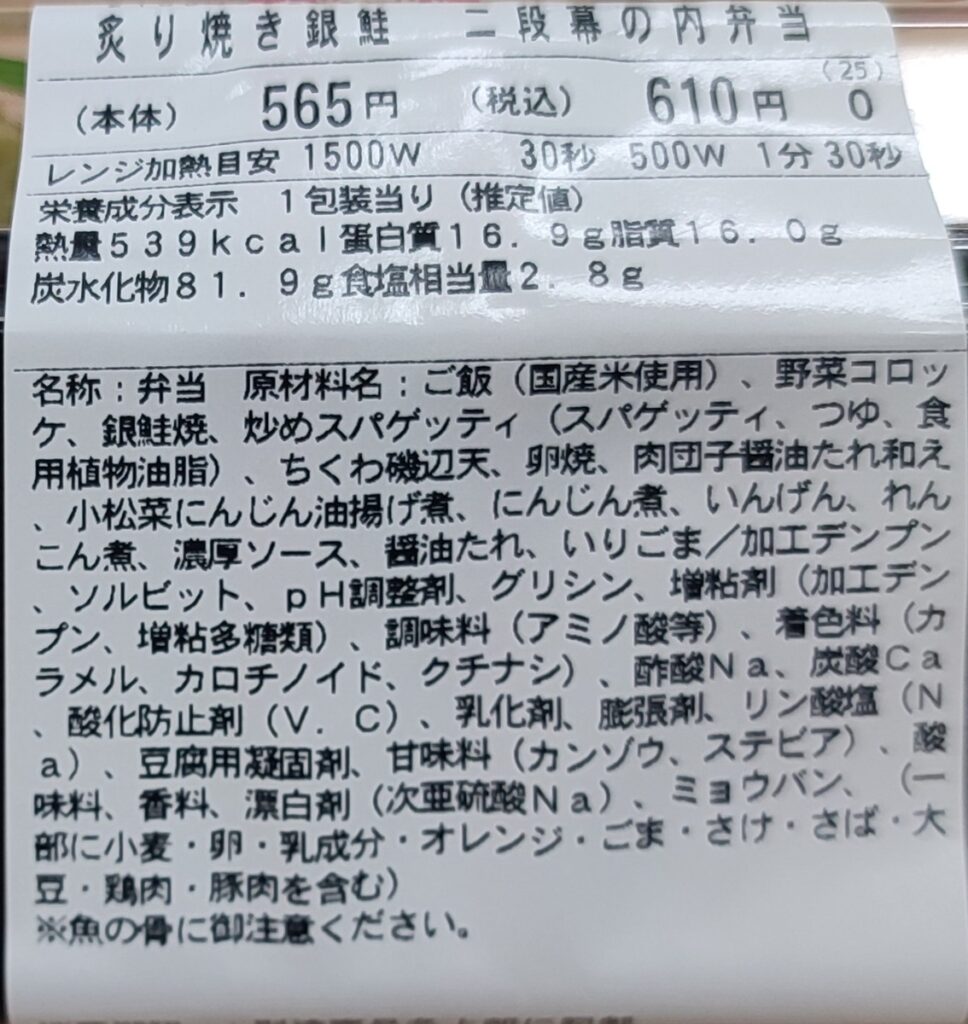 炙り焼き銀鮭 二段幕の内弁当
(25)
(本体) 565円 (税込) 610円 0
レンジ加熱目安 1500W 30秒 500W 1分30秒
栄養成分表示 1包装当り(推定値)
熱量539kcal蛋白質16.9g脂質16.0g
炭水化物81.9g食塩相当量2.8g
名称:弁当 原材料名:ご飯(国産米使用)、野菜コロッ
ケ、銀鮭焼、炒めスパゲッティ(スパゲッティ、つゆ、食
用植物油脂)、ちくわ磯辺天、卵焼、肉団子醤油たれ和え
、小松菜にんじん油揚げ煮、にんじん煮、いんげん、れん
こん煮、濃厚ソース、醤油たれ、いりごま/加工デンプン
、ソルビット、pH調整剤、グリシン、増粘剤(加工デン
プン、増粘多糖類)、調味料(アミノ酸等)、着色料(カ
ラメル、カロチノイド、クチナシ)、酢酸Na、炭酸Ca
、酸化防止剤(V.C)、乳化剤、膨張剤、リン酸塩(N
a)、豆腐用凝固剤、甘味料(カンゾウ、ステビア)、酸
味料、香料、漂白剤(次亜硫酸Na)、ミョウバン、(一
部に小麦・卵・乳成分・オレンジ・ごま・さけ・さば・大
豆・鶏肉・豚肉を含む)
※魚の骨に御注意ください。